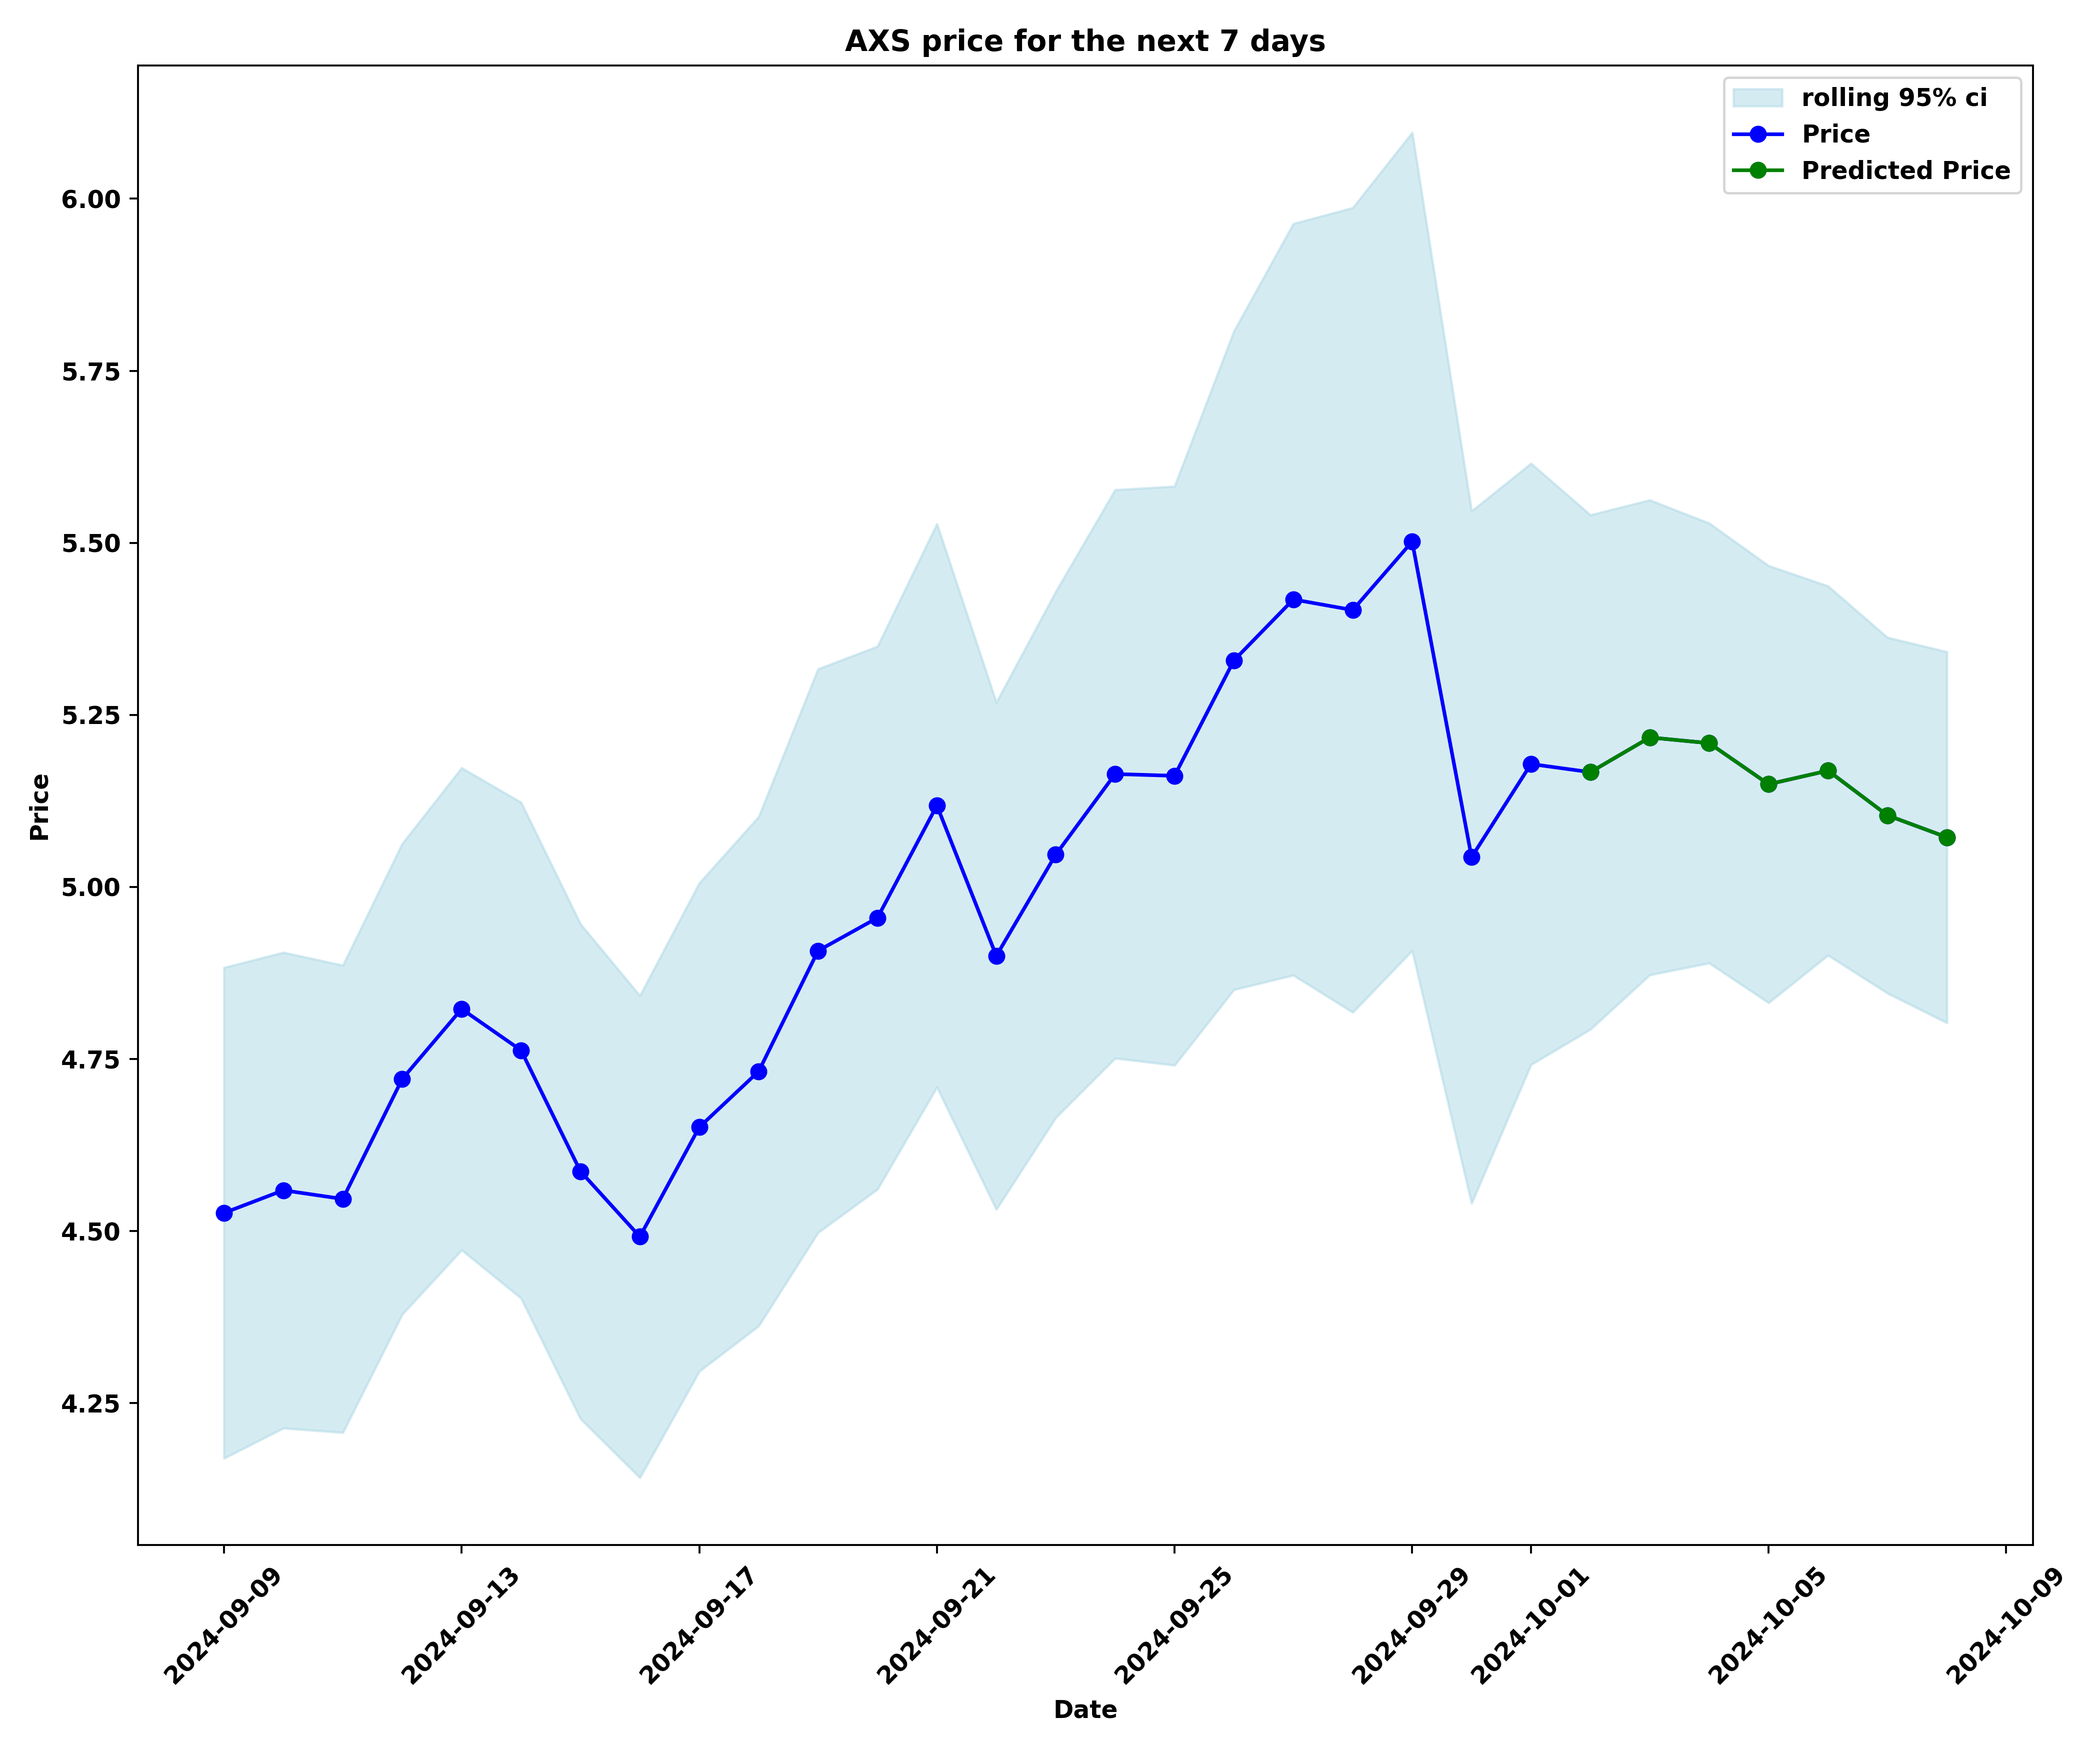 AXS price for the next 7 days
rolling 95% ci
Price
Predicted Price
6.00
5.75
5.50
5.25
5.00
4.75
4.50
4.25
Price
2024-09-09
2024-09-13
2024-09-17
2024-09-21
2024-09-25
2024-09-29
2024-10-01
2024-10-05
2024-10-09
Date